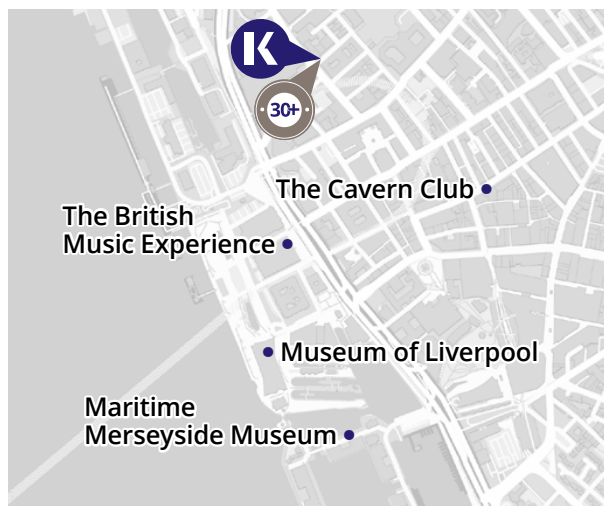 K
30+
The Cavern Club
The British
Music Experience
Museum of Liverpool
Maritime
Merseyside Museum